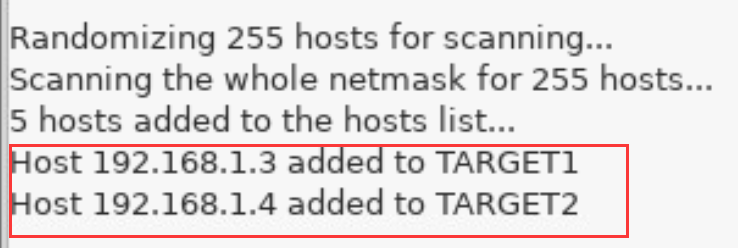 Randomizing 255 hosts for scanning...
Scanning the whole netmask for 255 hosts...
5 hosts added to the hosts list...
Host 192.168.1.3 added to TARGET1
Host 192.168.1.4 added to TARGET2